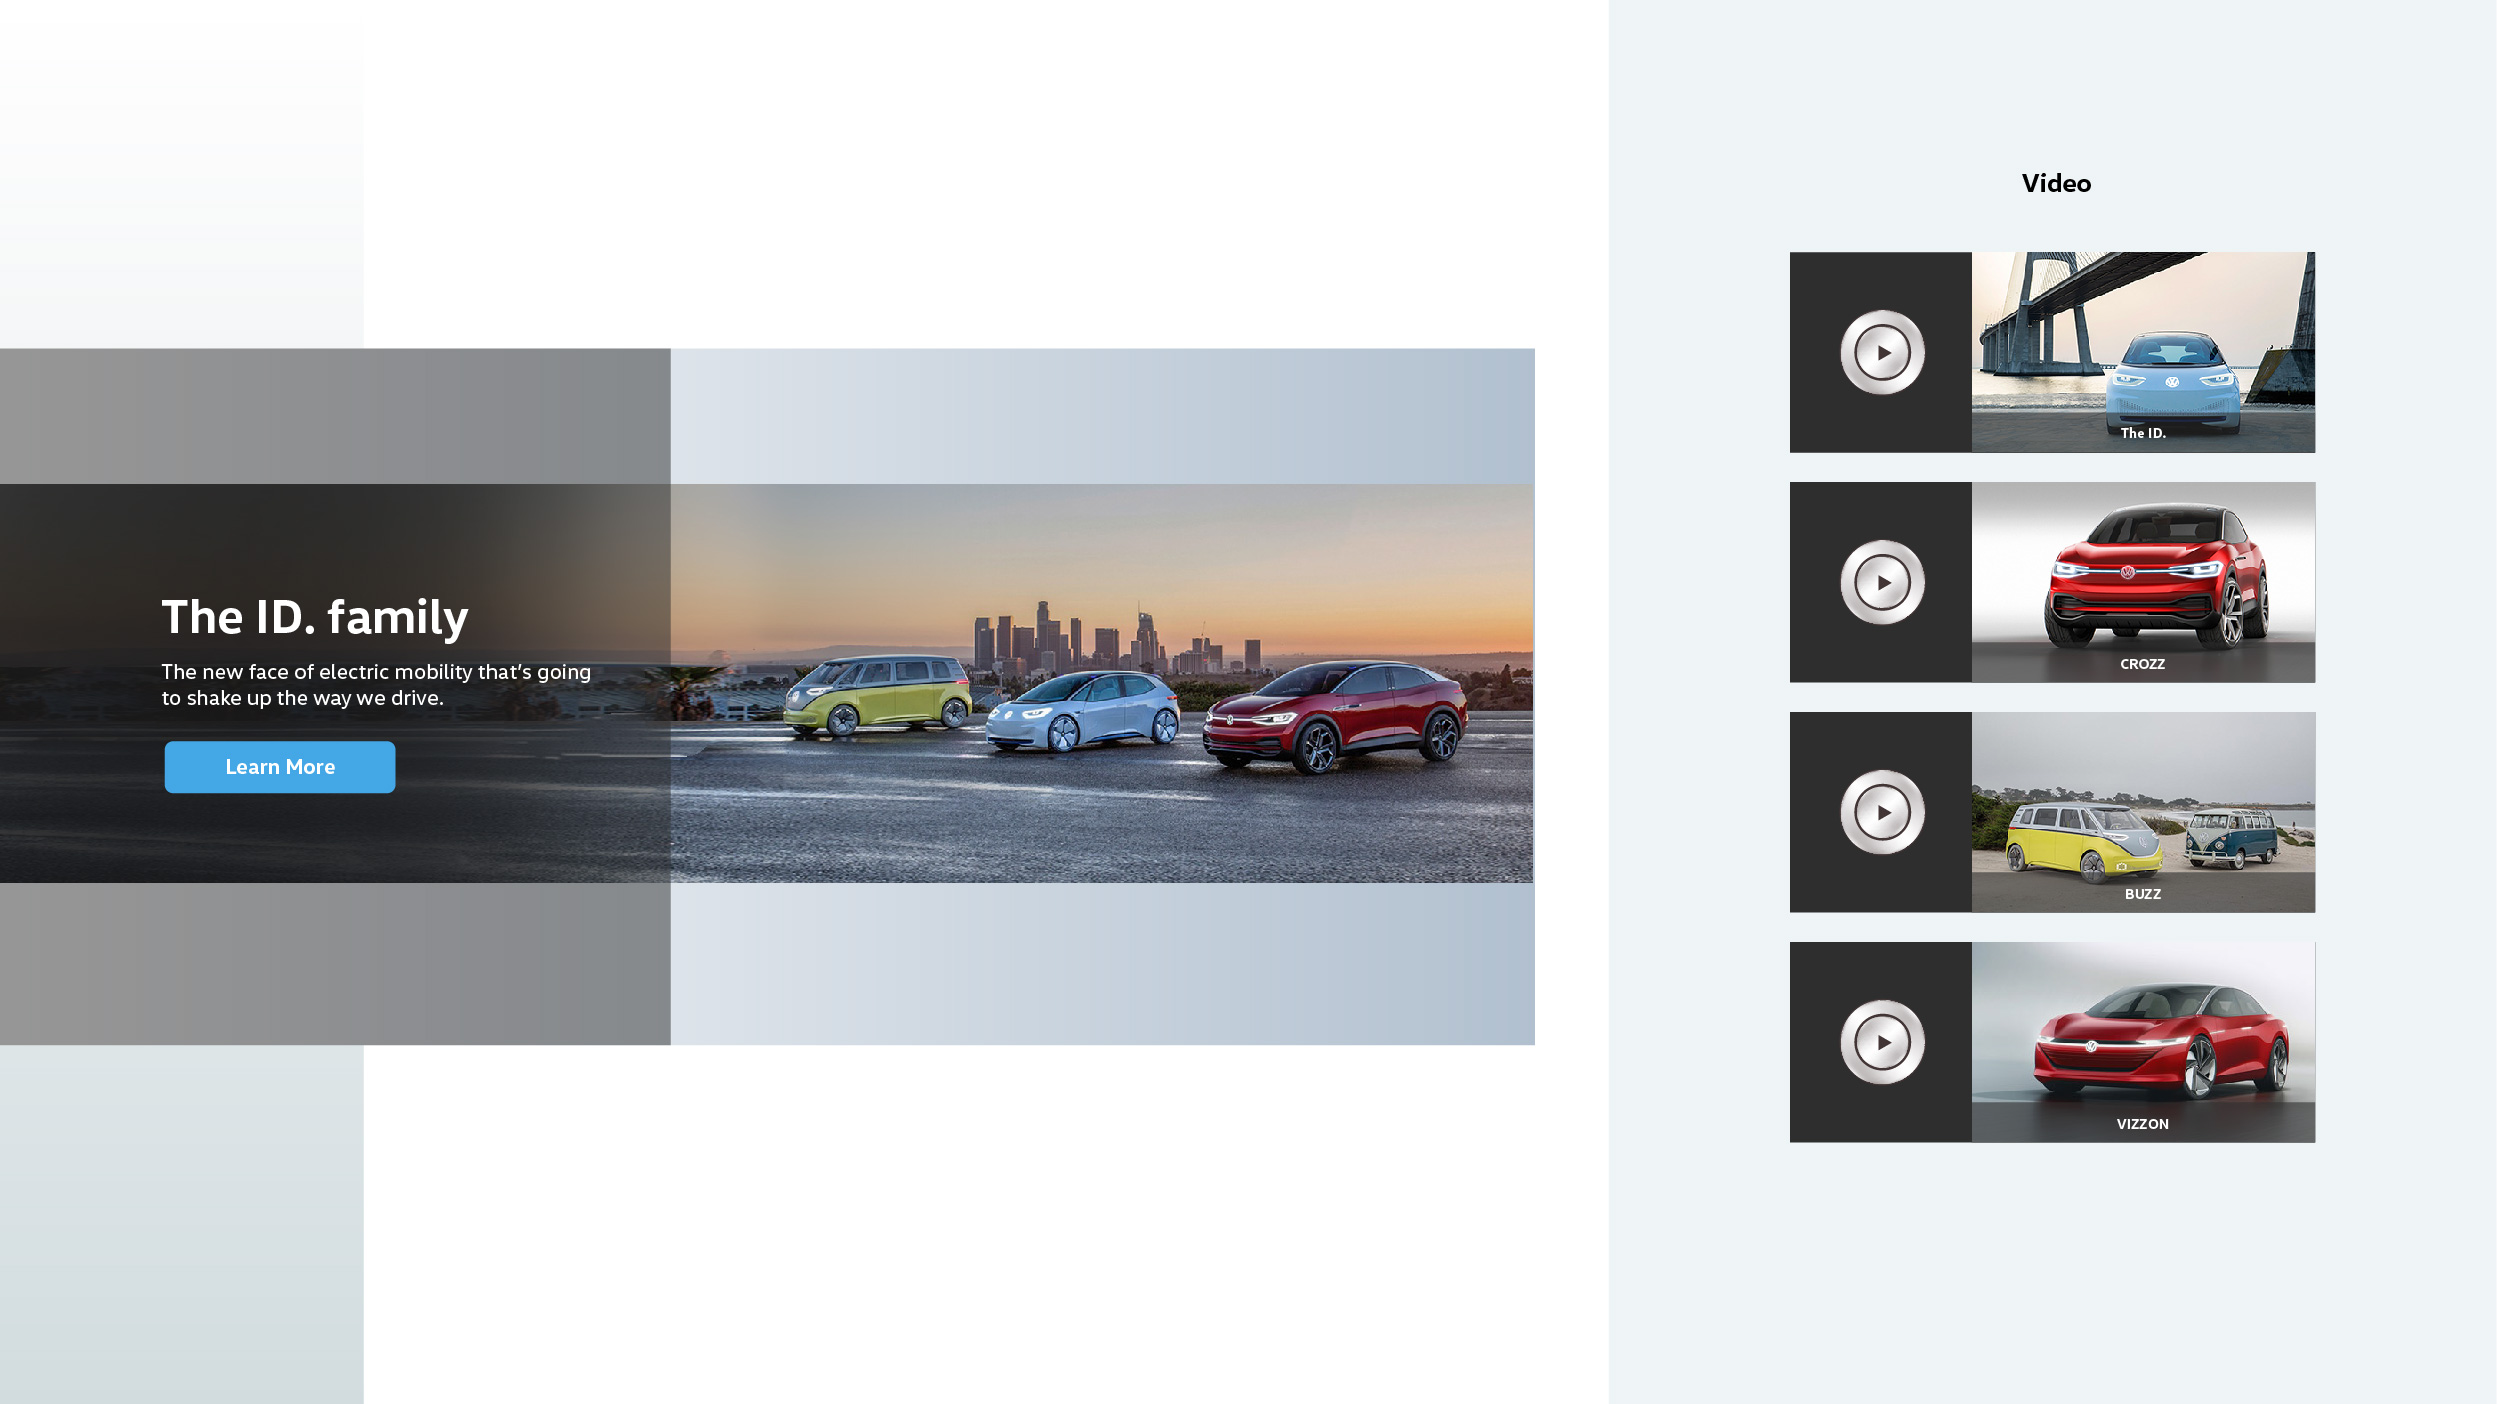 The ID. family
The new face of electric mobility that's going
to shake up the way we drive.
Learn More
Video
The ID.
CROZZ
BUZZ
VIZZON